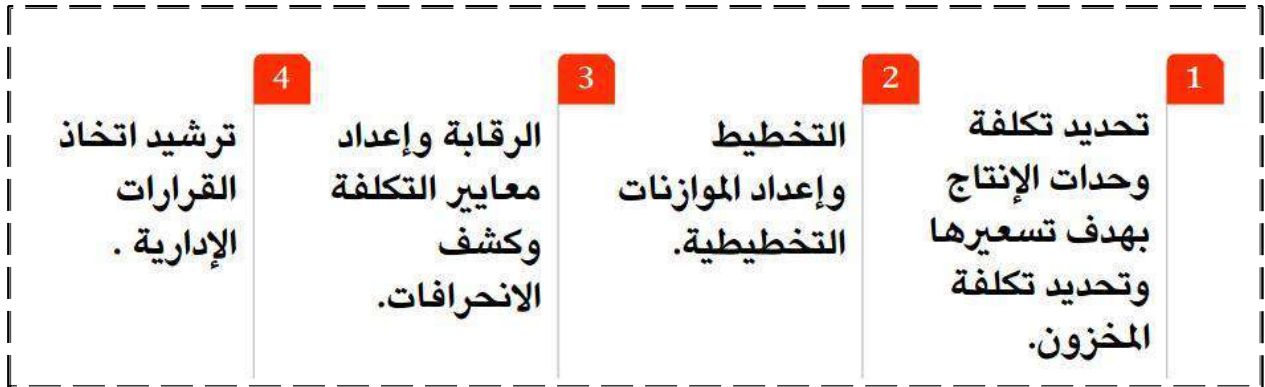 1
تحديد تكلفة
وحدات الإنتاج
بهدف تسعيرها
وتحديد تكلفة
المخزون.
2
التخطيط
وإعداد الموازنات
التخطيطية.
3
الرقابة وإعداد
معايير التكلفة
وكشف
الانحرافات.
4
ترشيد اتخاذ
القرارات
الإدارية .